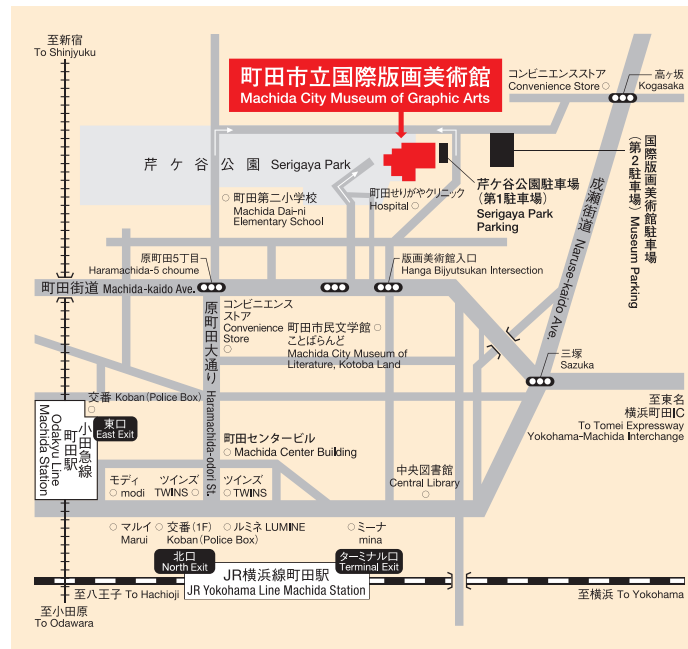 至新宿
To Shinjyuku
町田市立国際版画美術館
Machida City Museum of Graphic Arts
コンビニエンスストア
Convenience Store
高ヶ坂
Kogasaka
芹ケ谷公園 Serigaya Park
町田第二小学校
Machida Dai-ni
Elementary School
町田せりがやクリニック
Hospital
芹ケ谷公園駐車場
(第1駐車場)
Serigaya Park
Parking
国際版画美術館駐車場
(第2駐車場) Museum Parking
成瀬街道 Naruse-kaido Ave.
原町田5丁目
Haramachida-5 choume
版画美術館入口
Hanga Bijyutsukan Intersection
町田街道 Machida-kaido Ave.
原町田大通り Haramachida-odori St.
コンビニエンス
ストア
Convenience
Store
町田市民文学館
ことばらんど
Machida City Museum of
Literature, Kotoba Land
三塚
Sazuka
至東名
横浜町田IC
To Tomei Expressway
Yokohama-Machida Interchange
交番 Koban(Police Box)
東口
East Exit
小田急線
町田駅
Odakyu Line
Machida Station
町田センタービル
Machida Center Building
モディ
modi
ツインズ
TWINS
ツインズ
TWINS
中央図書館
Central Library
マルイ
Marui
交番(1F)
Koban(Police Box)
ルミネ LUMINE
ミーナ
mina
北口
North Exit
ターミナル口
Terminal Exit
JR横浜線町田駅
JR Yokohama Line Machida Station
至八王子 To Hachioji
至横浜 To Yokohama
至小田原
To Odawara